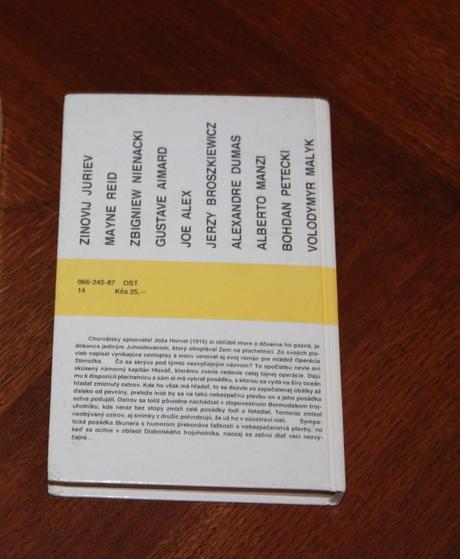 ZINOVIJ JURIEV
MAYNE REID
ZBIGNIEW NIENACKI
GUSTAVE AIMARD
JOE ALEX
JERZY BROSZKIEWICZ
ALEXANDRE DUMAS
ALBERTO MANZI
BOHDAN PETECKI
VOLODYMYR MALYK
066-245-87 OST
14 Kčs 25,—
Chorvátsky spisovateľ Joža Horvat (1915) si obľúbil more a dôverne ho pozná, je
dokonca jediným Juhoslovanom, ktorý oboplával Zem na plachetnici. Zo svojich pla-
vieb napísal vynikajúce cestopisy a moru venoval aj svoj román pre mládež Operácia
Stonožka. Čo sa skrýva pod týmto nezvyčajným názvom? To spočiatku nevie ani
skúsený námorný kapitán Hlaváč, ktorému zveria vedenie celej tajnej operácie. Dajú
mu k dispozícii plachetnicu a sám si má vybrať posádku, s ktorou sa vydá na šíry oceán
hľadať zmiznutý ostrov. Kde ho však má hľadať, to sa dozvie zo zapečatenej obálky až
ďaleko od pevniny, pretože inak by sa na takú nebezpečnú plavbu on a jeho posádka
sotva podujali. Ostrov sa totiž pôvodne nachádzal v zlopovestnom Bermudskom troj-
uholníku, kde neraz bez stopy zmizli celé posádky lodí a lietadiel. Tentoraz zmizol
neobývaný ostrov, aj snímky z družíc potvrdzujú, že už ho v súostroví niet. Sympa-
tická posádka škunera s humorom prekonáva ťažkosti a nebezpečenstvá plavby, no
keď sa ocitne v oblasti Diabolského trojuholníka, naozaj sa začnú diať veci nezvy-
čajné...